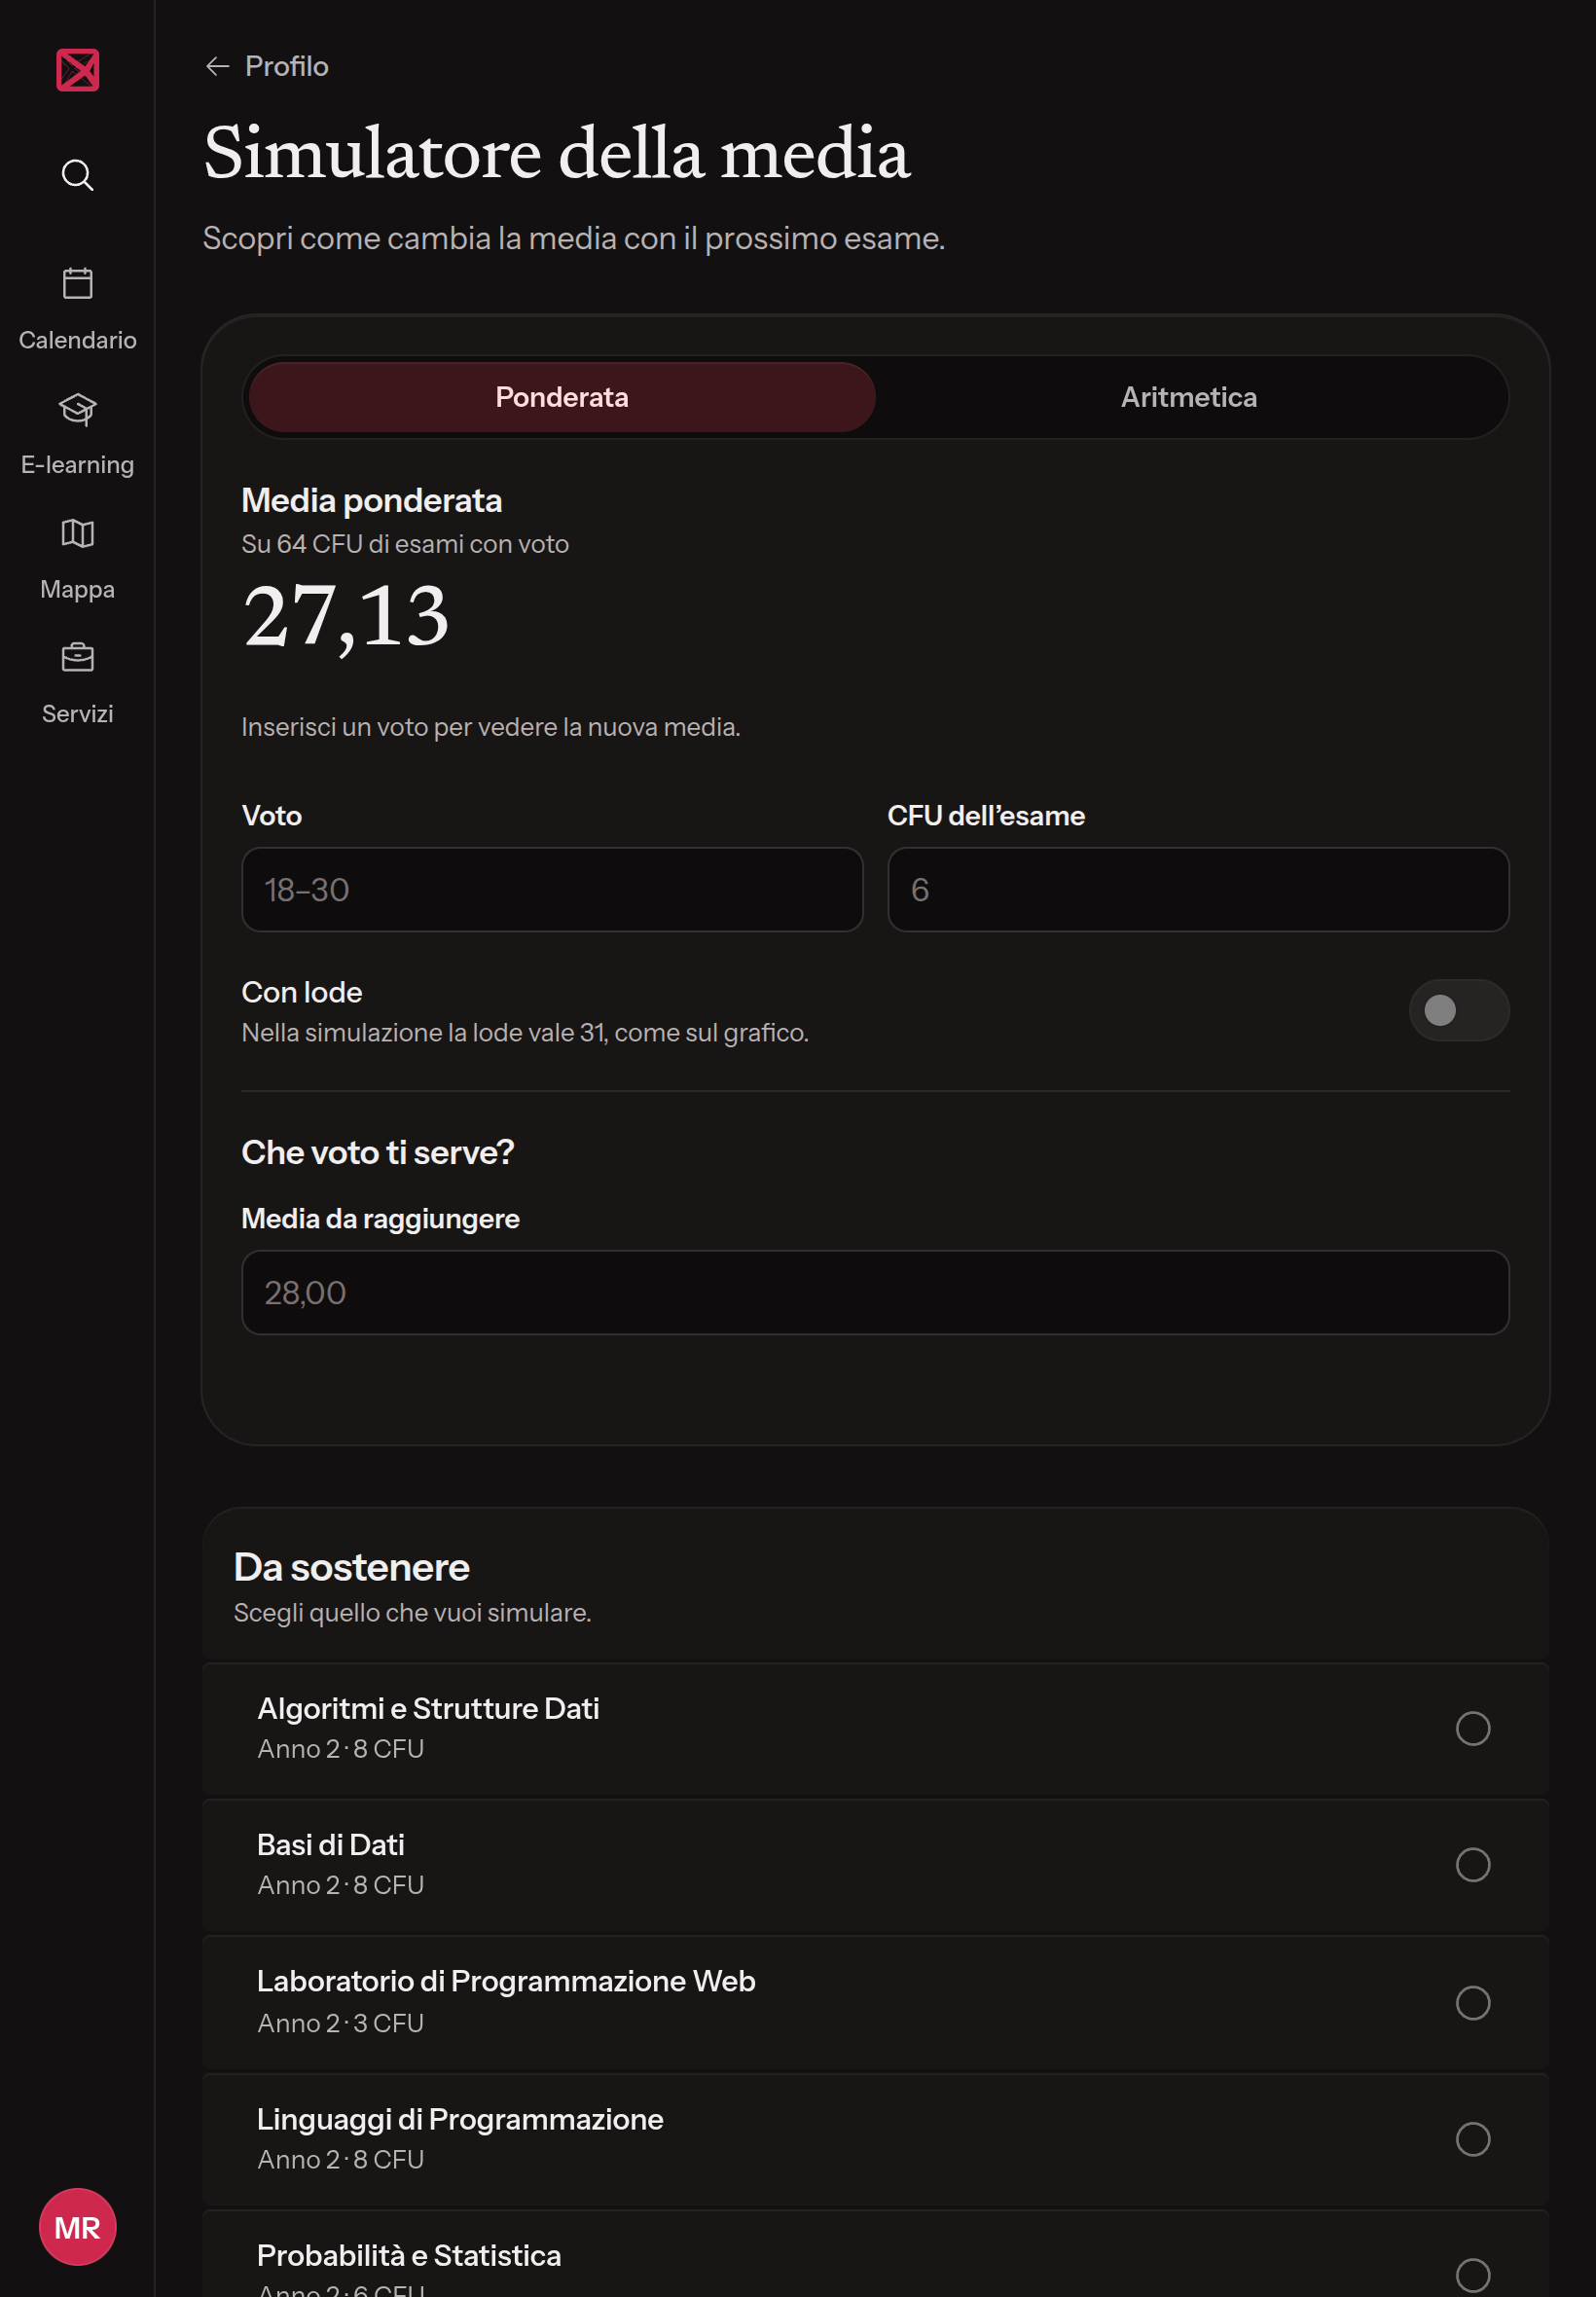 Profilo
Simulatore della media
Scopri come cambia la media con il prossimo esame.
Calendario
E-learning
Mappa
Servizi
MR
Ponderata
Aritmetica
Media ponderata
Su 64 CFU di esami con voto
27,13
Inserisci un voto per vedere la nuova media.
Voto
CFU dell’esame
18–30
6
Con lode
Nella simulazione la lode vale 31, come sul grafico.
Che voto ti serve?
Media da raggiungere
28,00
Da sostenere
Scegli quello che vuoi simulare.
Algoritmi e Strutture Dati
Anno 2 · 8 CFU
Basi di Dati
Anno 2 · 8 CFU
Laboratorio di Programmazione Web
Anno 2 · 3 CFU
Linguaggi di Programmazione
Anno 2 · 8 CFU
Probabilità e Statistica
Anno 2 · 6 CFU